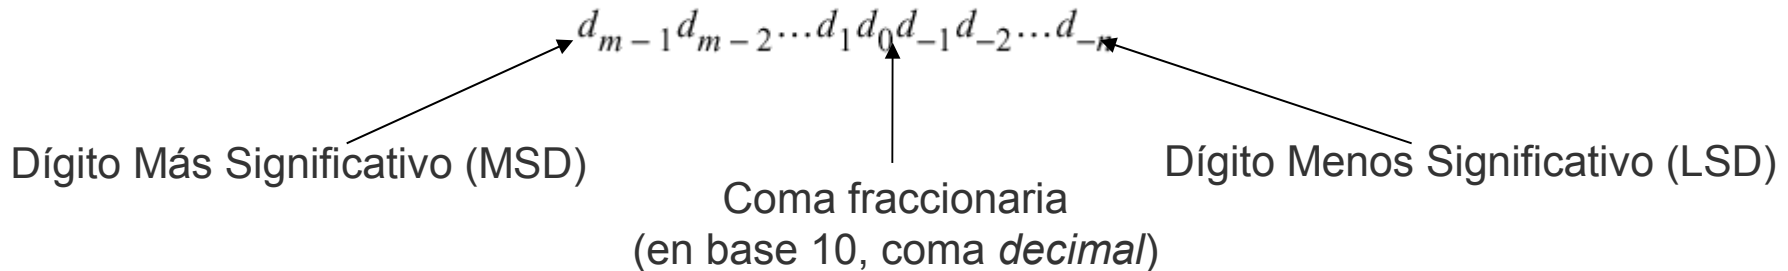 d_{m-1}d_{m-2}...d_1d_0d_{-1}d_{-2}...d_{-n}
Dígito Más Significativo (MSD)
Dígito Menos Significativo (LSD)
Coma fraccionaria
(en base 10, coma decimal)